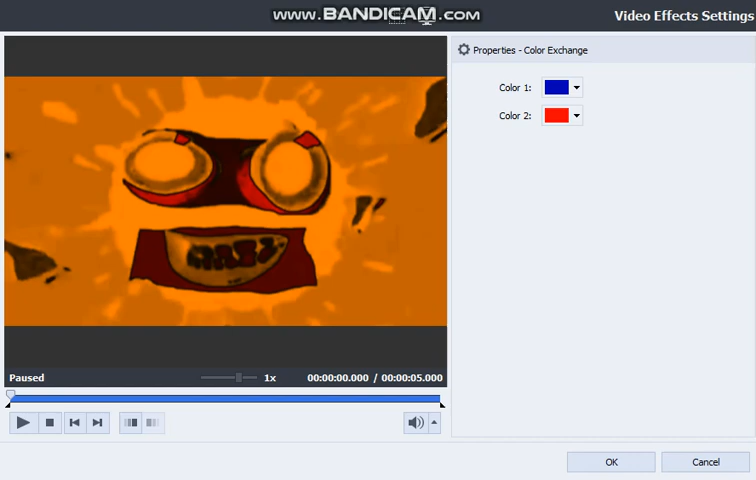 www.BANDICAM.com
Video Effects Settings
Properties - Color Exchange
Color 1:
Color 2:
Paused
1x
00:00:00.000 / 00:00:05.000
OK
Cancel